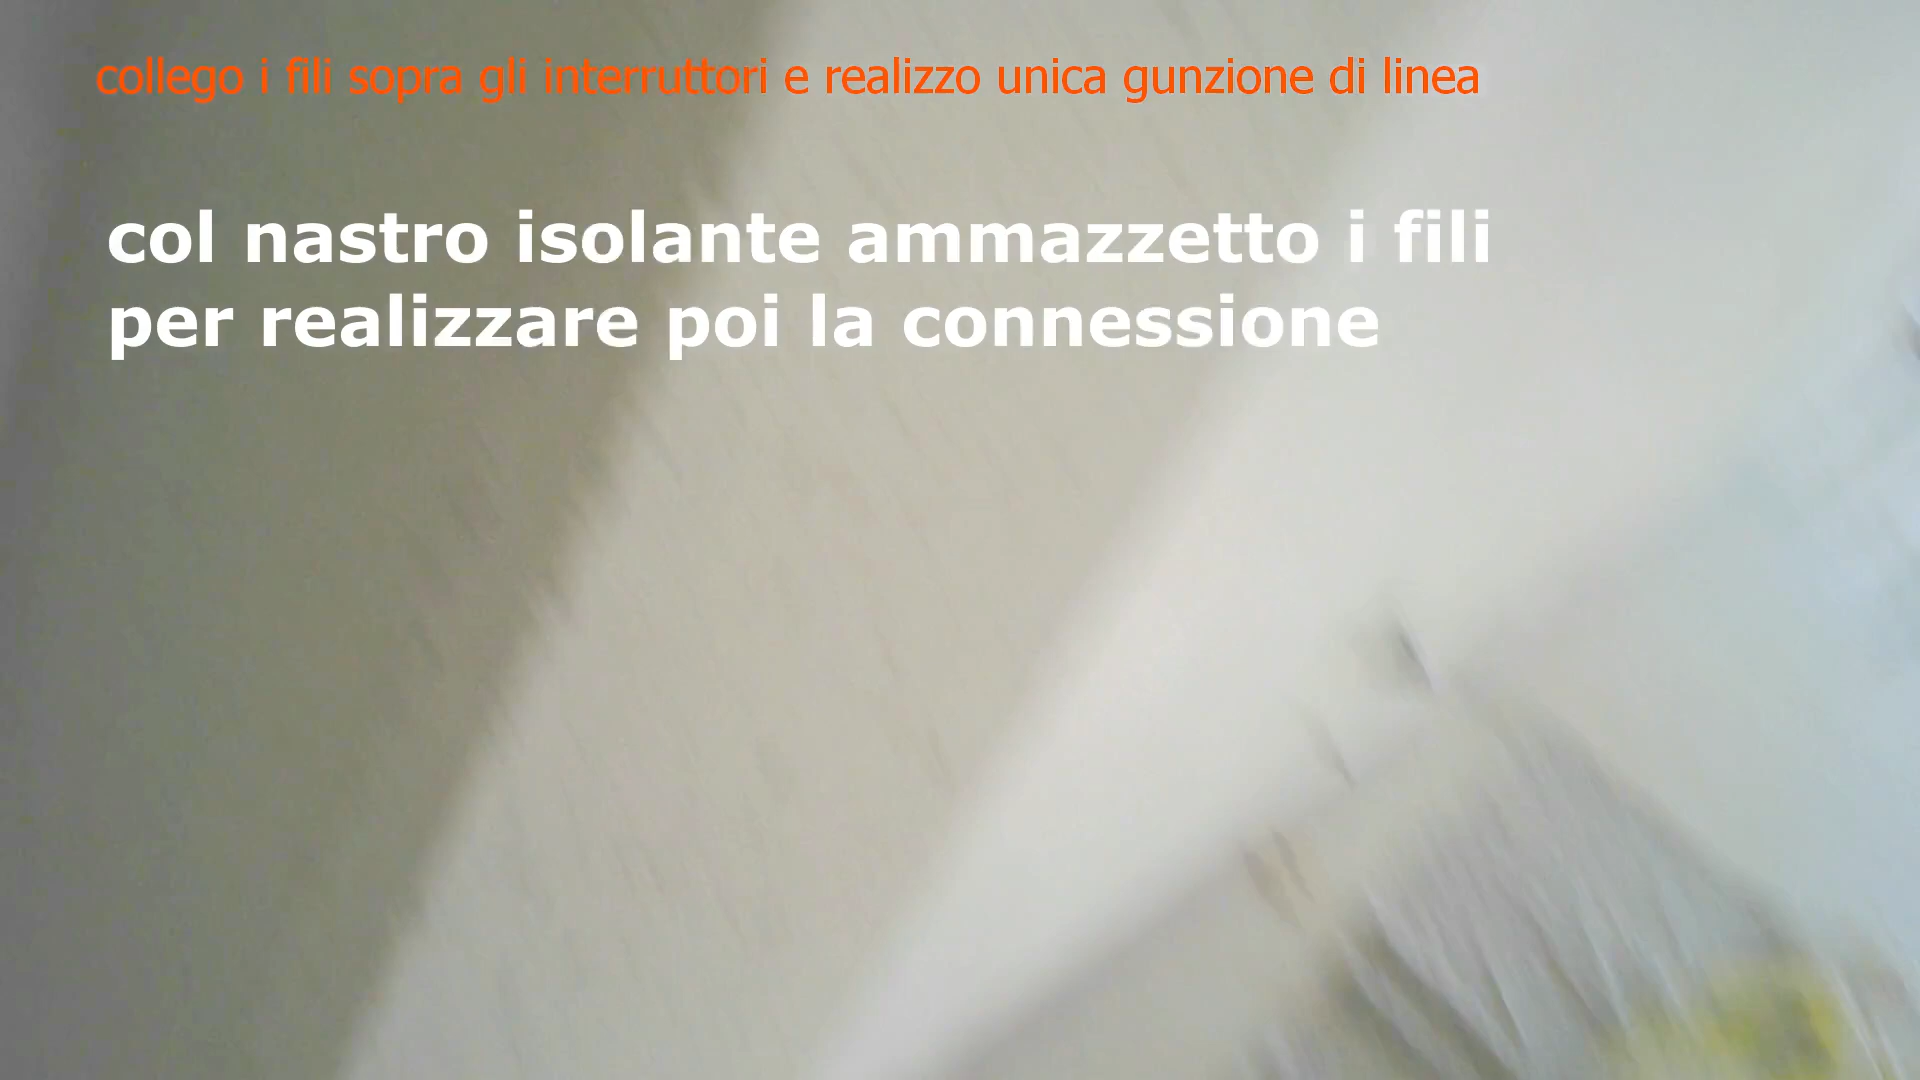 collego i fili sopra gli interruttori e realizzo unica gunzione di linea
col nastro isolante ammazzetto i fili
per realizzare poi la connessione